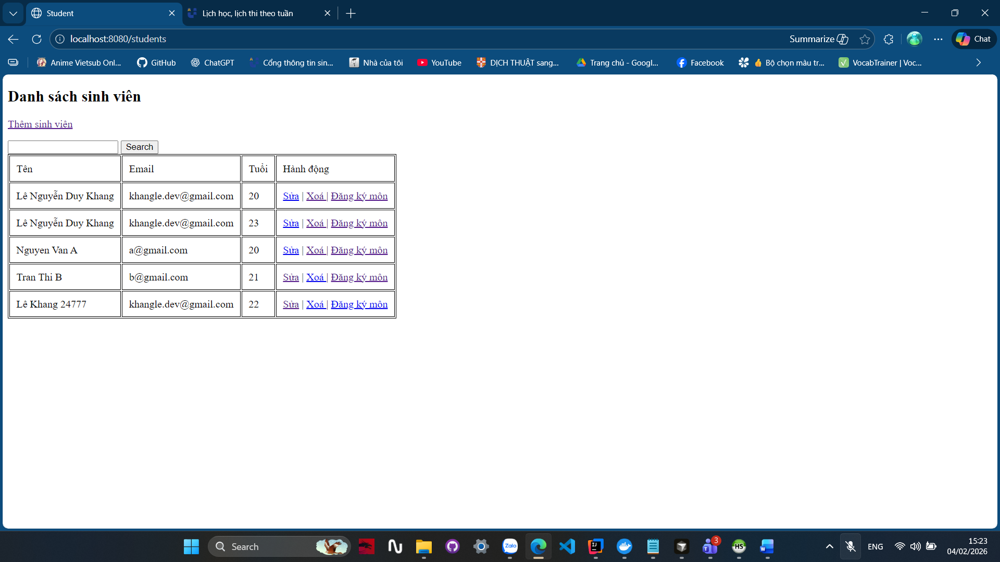 Student
Lịch học, lịch thi theo tuần
localhost:8080/students
Summarize
Chat
Anime Vietsub Onl...
GitHub
ChatGPT
Cổng thông tin sin...
Nhà của tôi
YouTube
DỊCH THUẬT sang...
Trang chủ - Googl...
Facebook
Bộ chọn màu tr...
VocabTrainer | Voc...
Danh sách sinh viên
Thêm sinh viên
Search
Tên Email Tuổi Hành động
Lê Nguyễn Duy Khang khangle.dev@gmail.com 20 Sửa | Xoá | Đăng ký môn
Lê Nguyễn Duy Khang khangle.dev@gmail.com 23 Sửa | Xoá | Đăng ký môn
Nguyen Van A a@gmail.com 20 Sửa | Xoá | Đăng ký môn
Tran Thi B b@gmail.com 21 Sửa | Xoá | Đăng ký môn
Lê Khang 24777 khangle.dev@gmail.com 22 Sửa | Xoá | Đăng ký môn
Search
Zalo
IJ
T
3
HS
W
ENG
15:23
04/02/2026